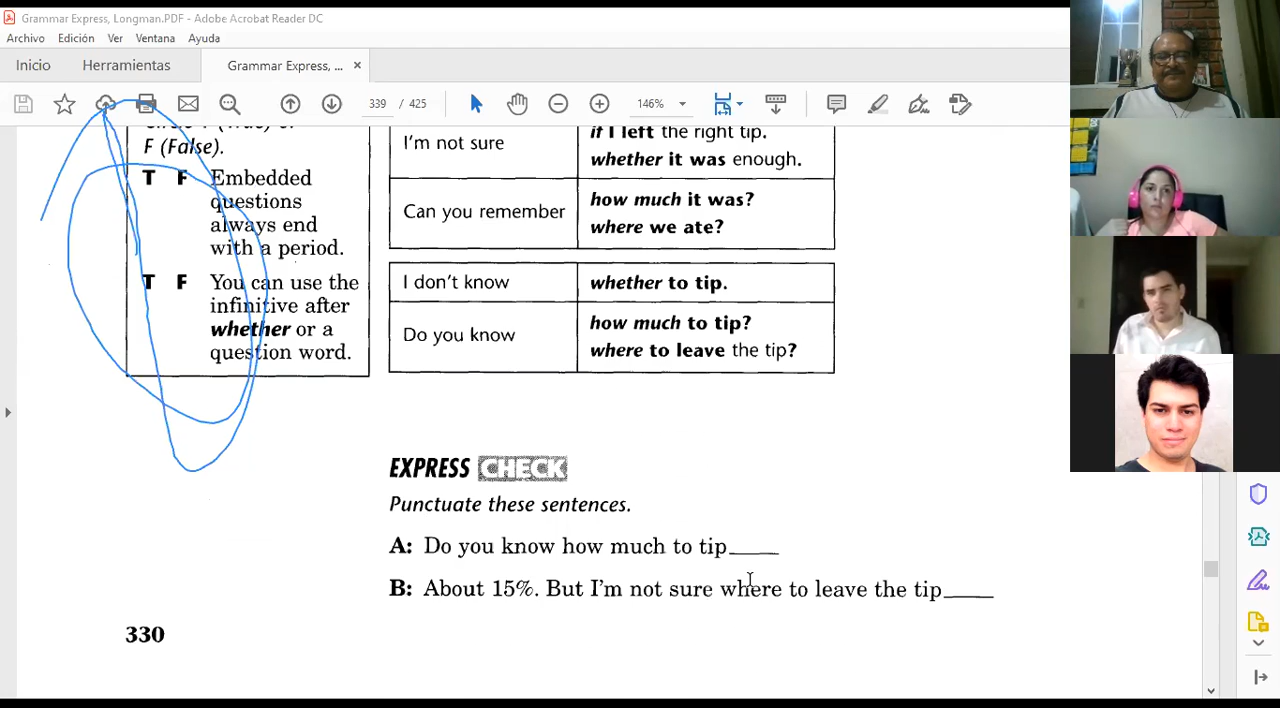 Grammar Express, Longman.PDF - Adobe Acrobat Reader DC
Archivo Edición Ver Ventana Ayuda
Inicio Herramientas Grammar Express, ... ×
339 / 425 146%
F (False).
T F Embedded
questions
always end
with a period.
T F You can use the
infinitive after
whether or a
question word.
I'm not sure
if I left the right tip.
whether it was enough.
Can you remember
how much it was?
where we ate?
I don't know
whether to tip.
Do you know
how much to tip?
where to leave the tip?
EXPRESS CHECK
Punctuate these sentences.
A: Do you know how much to tip____
B: About 15%. But I'm not sure where to leave the tip____
330